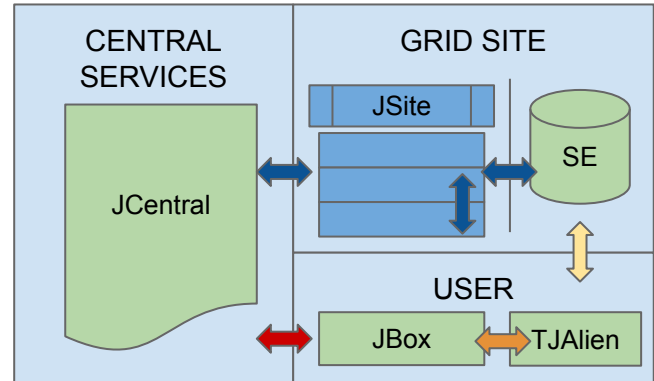 CENTRAL
SERVICES
GRID SITE
JSite
SE
JCentral
USER
JBox
TJAlien